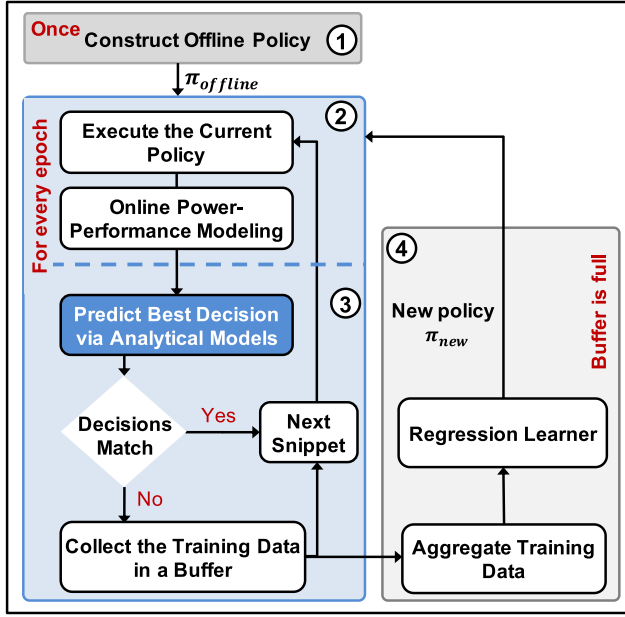 Once
Construct Offline Policy
1
π_offline
2
For every epoch
Execute the Current
Policy
Online Power-
Performance Modeling
3
Predict Best Decision
via Analytical Models
Decisions
Match
Yes
Next
Snippet
No
Collect the Training Data
in a Buffer
4
Buffer is full
New policy
π_new
Regression Learner
Aggregate Training
Data